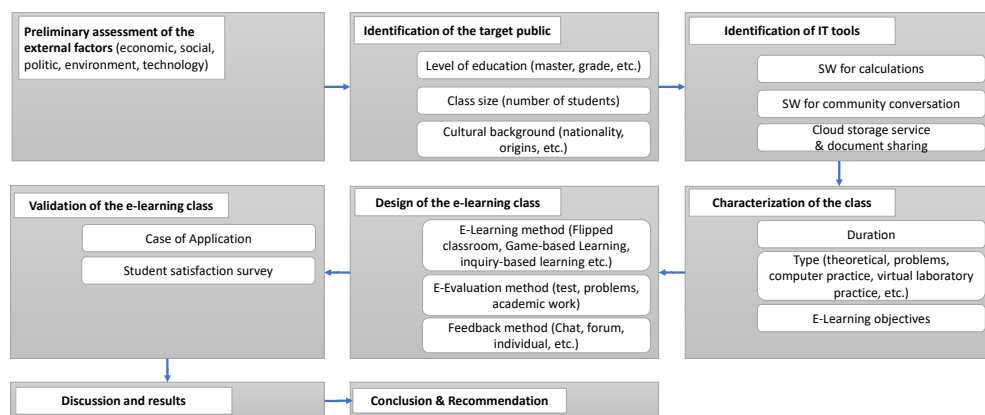 Preliminary assessment of the
external factors (economic, social,
politic, environment, technology)
Identification of the target public
Level of education (master, grade, etc.)
Class size (number of students)
Cultural background (nationality,
origins, etc.)
Identification of IT tools
SW for calculations
SW for community conversation
Cloud storage service
& document sharing
Validation of the e-learning class
Case of Application
Student satisfaction survey
Design of the e-learning class
E-Learning method (Flipped
classroom, Game-based Learning,
inquiry-based learning etc.)
E-Evaluation method (test, problems,
academic work)
Feedback method (Chat, forum,
individual, etc.)
Characterization of the class
Duration
Type (theoretical, problems,
computer practice, virtual laboratory
practice, etc.)
E-Learning objectives
Discussion and results
Conclusion & Recommendation